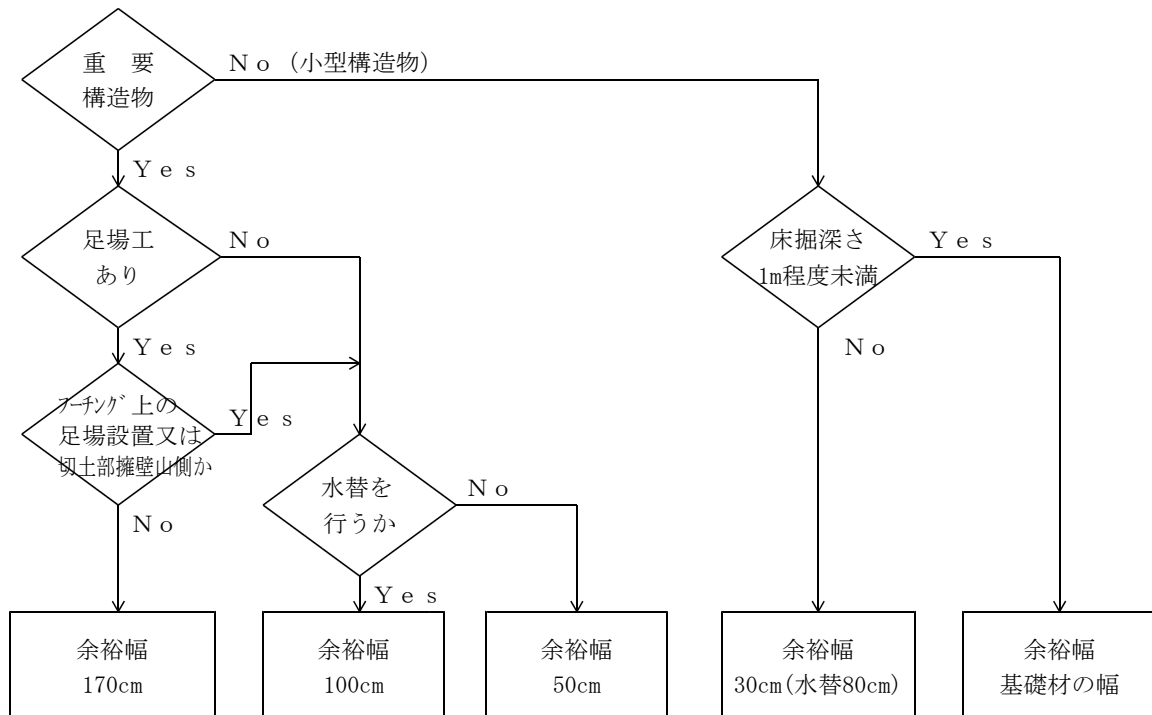 重　要
構造物
Ｎｏ（小型構造物）
Ｙｅｓ
足場工
あり
Ｎｏ
床掘深さ
1m程度未満
Ｙｅｓ
Ｙｅｓ
Ｎｏ
ﾌｰﾁﾝｸﾞ上の
足場設置又は
切土部擁壁山側か
Ｙｅｓ
水替を
行うか
Ｎｏ
Ｎｏ
Ｙｅｓ
余裕幅
170cm
余裕幅
100cm
余裕幅
50cm
余裕幅
30cm(水替80cm)
余裕幅
基礎材の幅